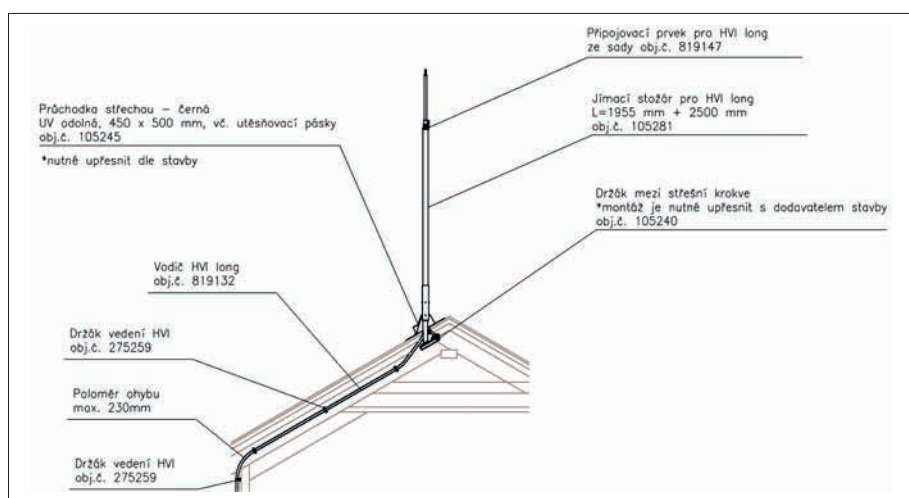 Připojovací prvek pro HVI long
ze sady obj.č. 819147
Průchodka střechou – černá
UV odolná, 450 x 500 mm, vč. utěsňovací pásky
obj.č. 105245
*nutné upřesnit dle stavby
Jímací stožár pro HVI long
L=1955 mm + 2500 mm
obj.č. 105281
Držák mezi střešní krokve
*montáž je nutné upřesnit s dodavatelem stavby
obj.č. 105240
Vodič HVI long
obj.č. 819132
Držák vedení HVI
obj.č. 275259
Poloměr ohybu
max. 230mm
Držák vedení HVI
obj.č. 275259